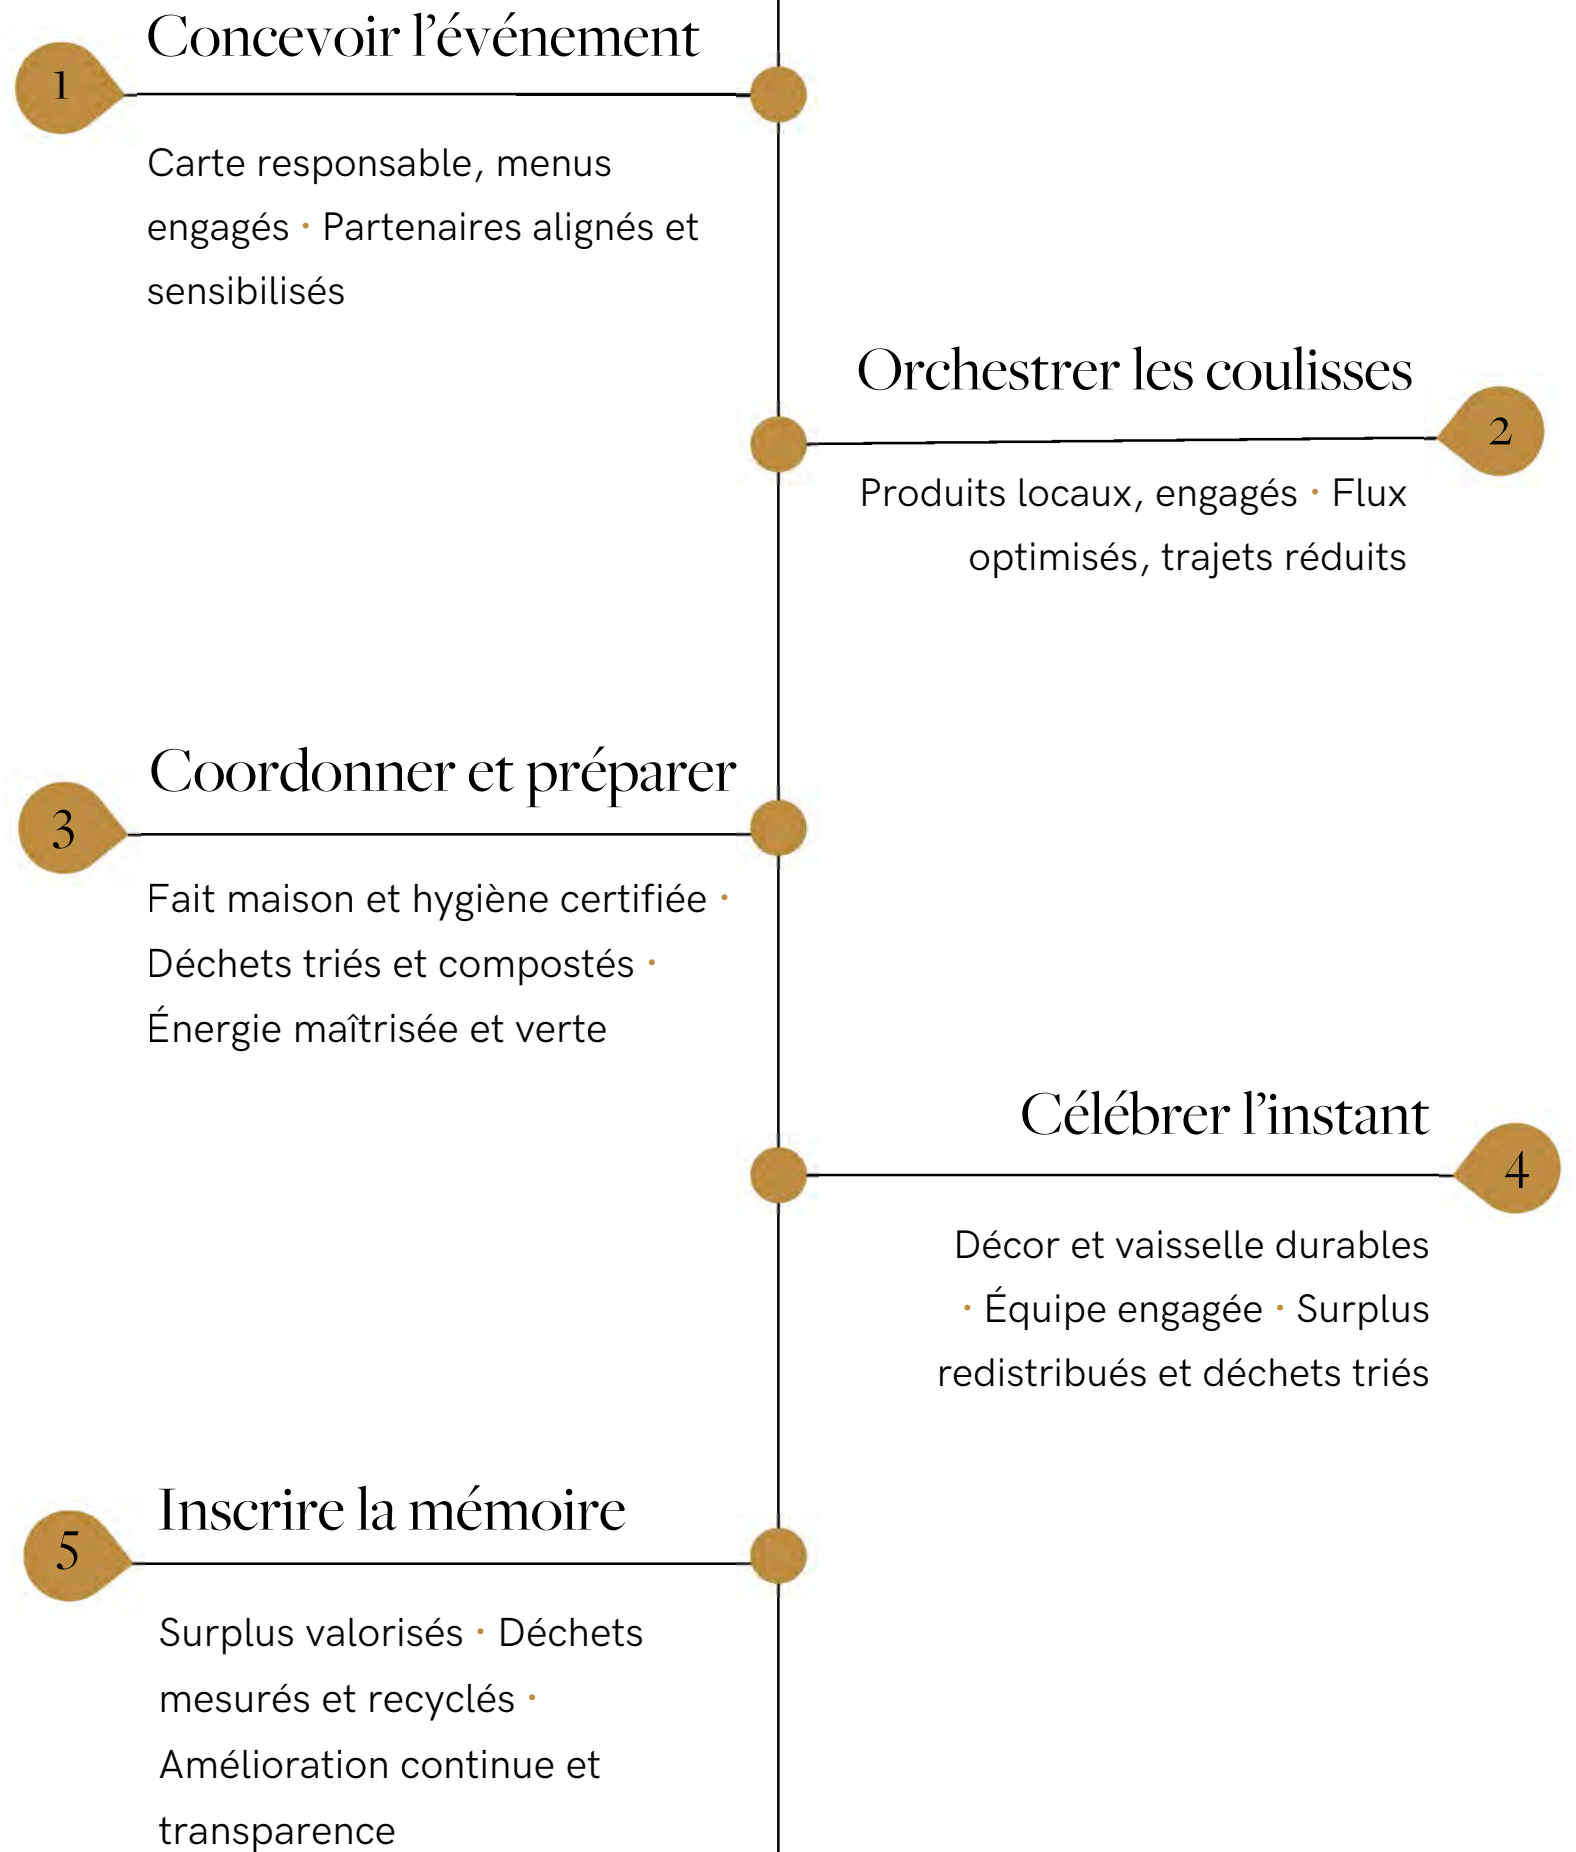 Concevoir l’événement
1
Carte responsable, menus
engagés · Partenaires alignés et
sensibilisés
Orchestrer les coulisses
2
Produits locaux, engagés · Flux
optimisés, trajets réduits
Coordonner et préparer
3
Fait maison et hygiène certifiée ·
Déchets triés et compostés ·
Énergie maîtrisée et verte
Célébrer l’instant
4
Décor et vaisselle durables
· Équipe engagée · Surplus
redistribués et déchets triés
Inscrire la mémoire
5
Surplus valorisés · Déchets
mesurés et recyclés ·
Amélioration continue et
transparence